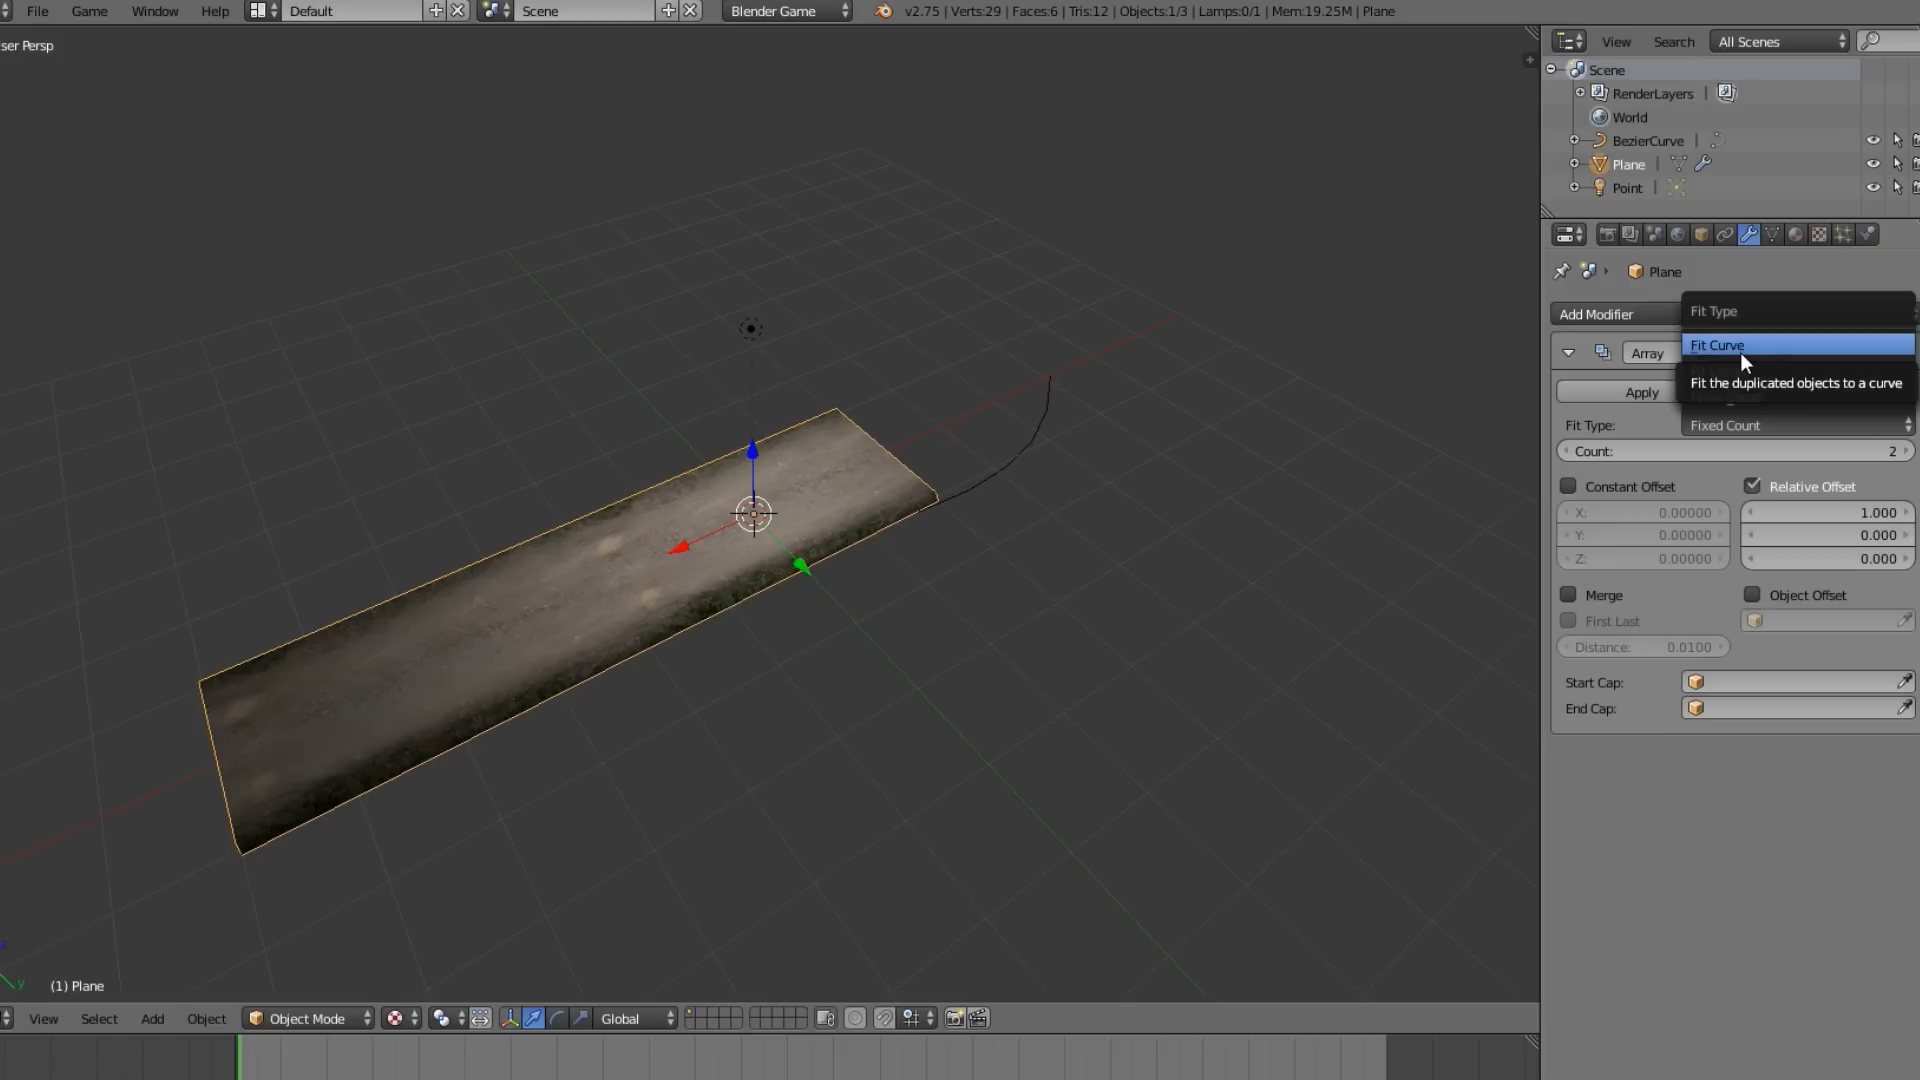 File Game Window Help Default Scene Blender Game v2.75 | Verts:29 | Faces:6 | Tris:12 | Objects:1/3 | Lamps:0/1 | Mem:19.25M | Plane
ser Persp
View Search All Scenes
Scene
RenderLayers
World
BezierCurve
Plane
Point
Plane
Add Modifier
Fit Type
Array
Fit Curve
Fit the duplicated objects to a curve
Apply
Fit Type: Fixed Count
Count: 2
Constant Offset Relative Offset
X: 0.00000 1.000
Y: 0.00000 0.000
Z: 0.00000 0.000
Merge Object Offset
First Last
Distance: 0.0100
Start Cap:
End Cap:
z
y
(1) Plane
View Select Add Object Object Mode Global